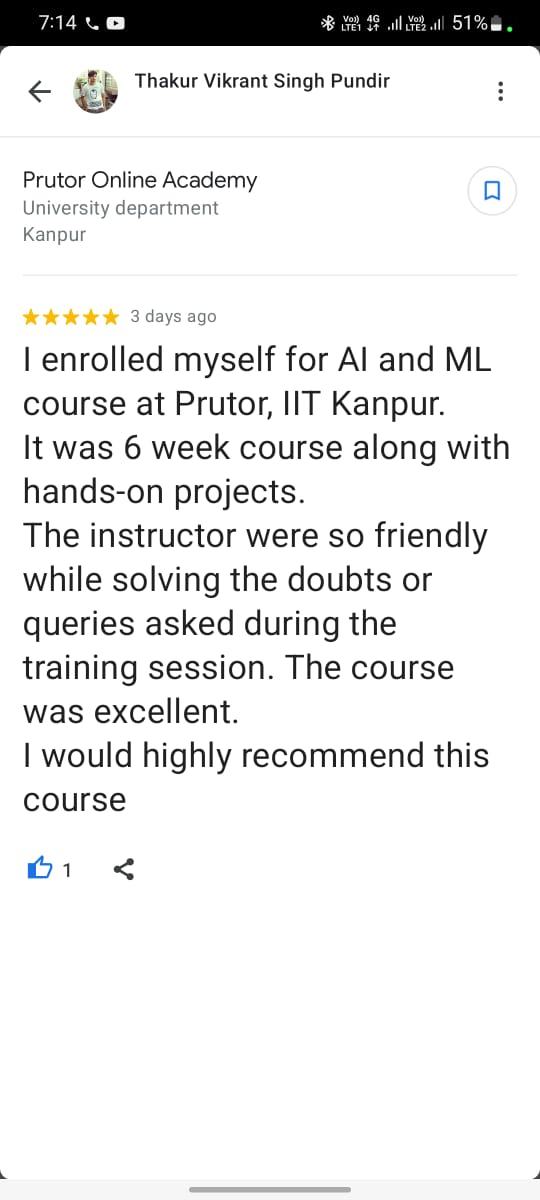 7:14 Vo) LTE1 4G Vo) LTE2 51%
Thakur Vikrant Singh Pundir
Prutor Online Academy
University department
Kanpur
3 days ago
I enrolled myself for AI and ML
course at Prutor, IIT Kanpur.
It was 6 week course along with
hands-on projects.
The instructor were so friendly
while solving the doubts or
queries asked during the
training session. The course
was excellent.
I would highly recommend this
course
1